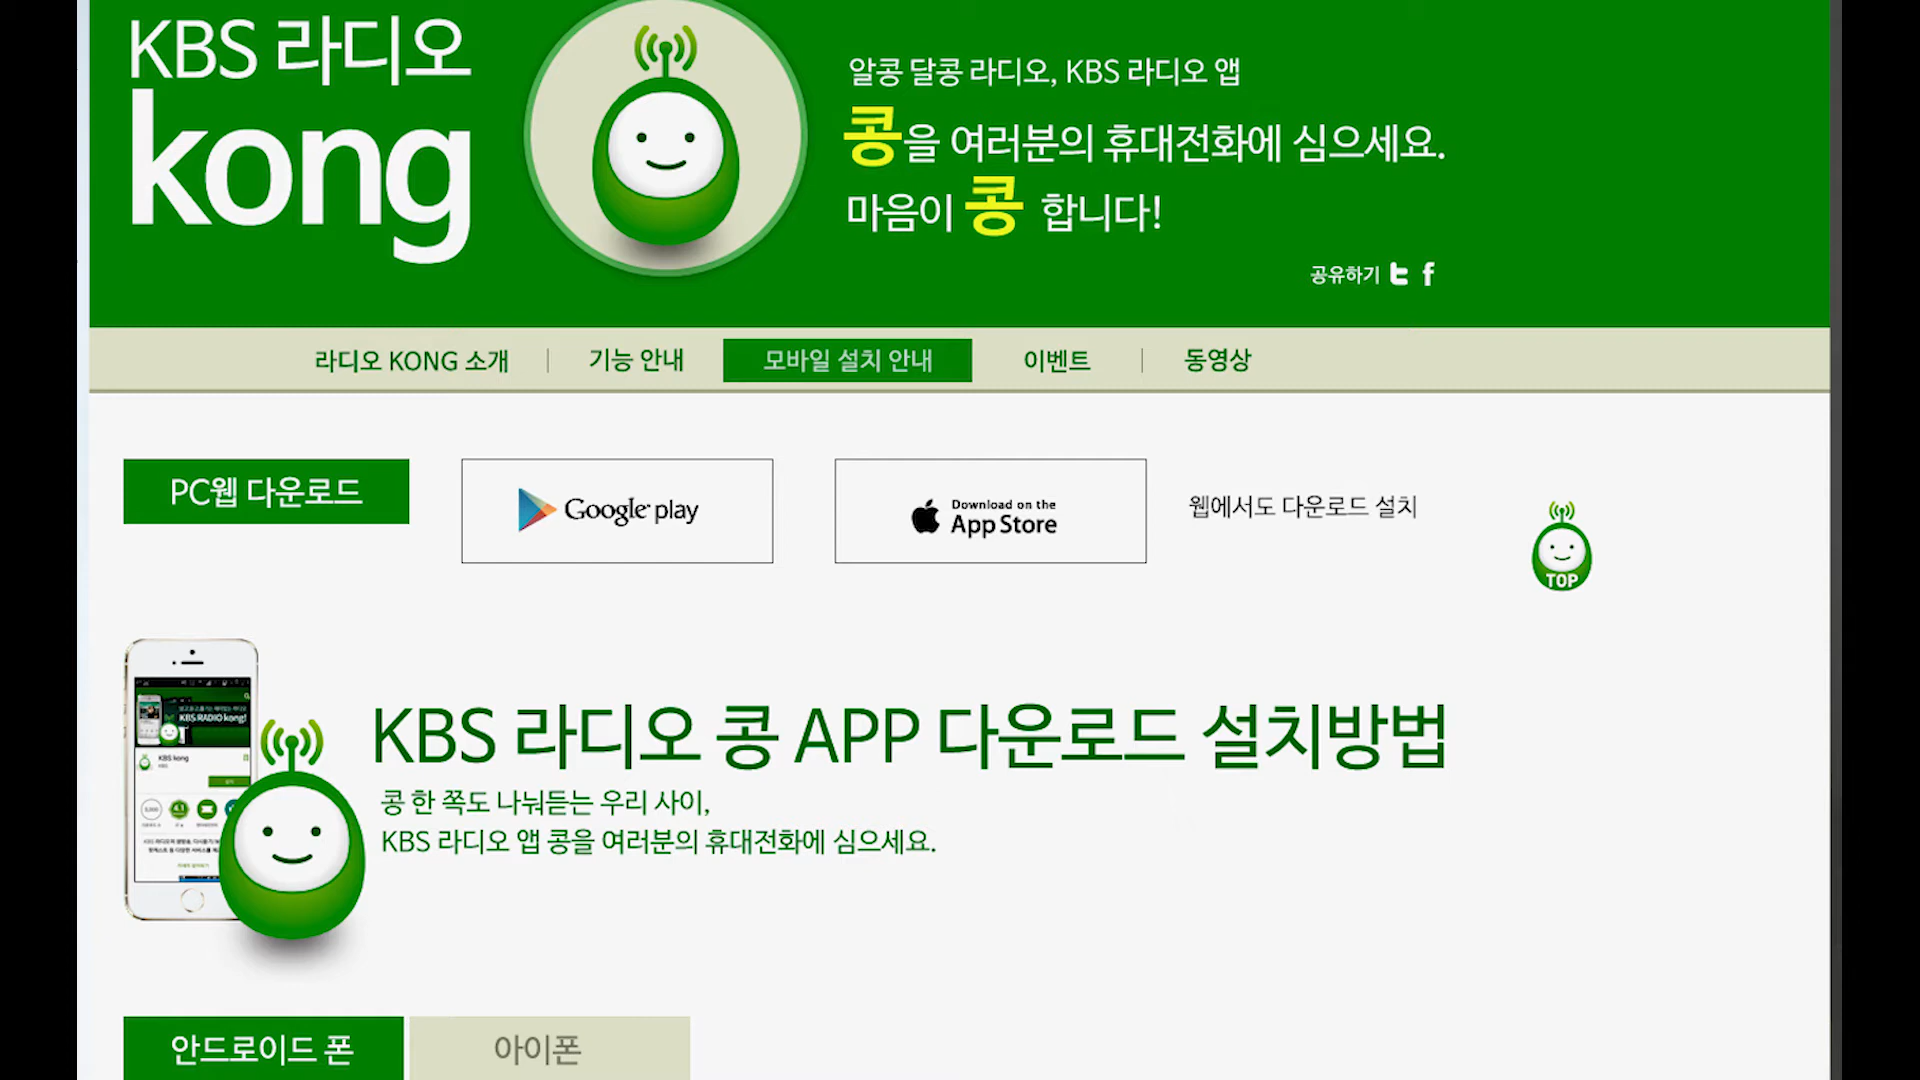 KBS 라디오
kong
알콩 달콩 라디오, KBS 라디오 앱
콩을 여러분의 휴대전화에 심으세요.
마음이 콩 합니다!
공유하기
라디오 KONG 소개
기능 안내
모바일 설치 안내
이벤트
동영상
PC웹 다운로드
Google play
Download on the
App Store
웹에서도 다운로드 설치
TOP
KBS RADIO kong!
KBS kong
KBS 라디오 콩 APP 다운로드 설치방법
콩 한 쪽도 나눠듣는 우리 사이,
KBS 라디오 앱 콩을 여러분의 휴대전화에 심으세요.
안드로이드 폰
아이폰